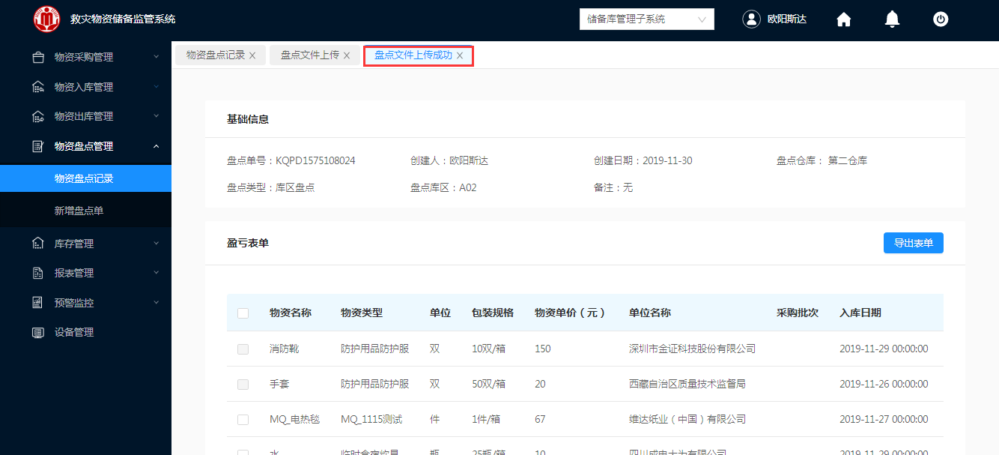 救灾物资储备监管系统
储备库管理子系统
欧阳斯达
物资采购管理
物资入库管理
物资出库管理
物资盘点管理
物资盘点记录
新增盘点单
库存管理
报表管理
预警监控
设备管理
物资盘点记录 盘点文件上传 盘点文件上传成功
基础信息
盘点单号：KQPD1575108024 创建人：欧阳斯达 创建日期：2019-11-30 盘点仓库： 第二仓库
盘点类型：库区盘点 盘点库区：A02 备注：无
盈亏表单 导出表单
物资名称 物资类型 单位 包装规格 物资单价（元） 单位名称 采购批次 入库日期
消防靴 防护用品防护服 双 10双/箱 150 深圳市金证科技股份有限公司 2019-11-29 00:00:00
手套 防护用品防护服 双 50双/箱 20 西藏自治区质量技术监督局 2019-11-26 00:00:00
MQ_电热毯 MQ_1115测试 件 1件/箱 67 维达纸业（中国）有限公司 2019-11-27 00:00:00
水 临时食宿炊具 瓶 25瓶/箱 10 2019-11-29 00:00:00